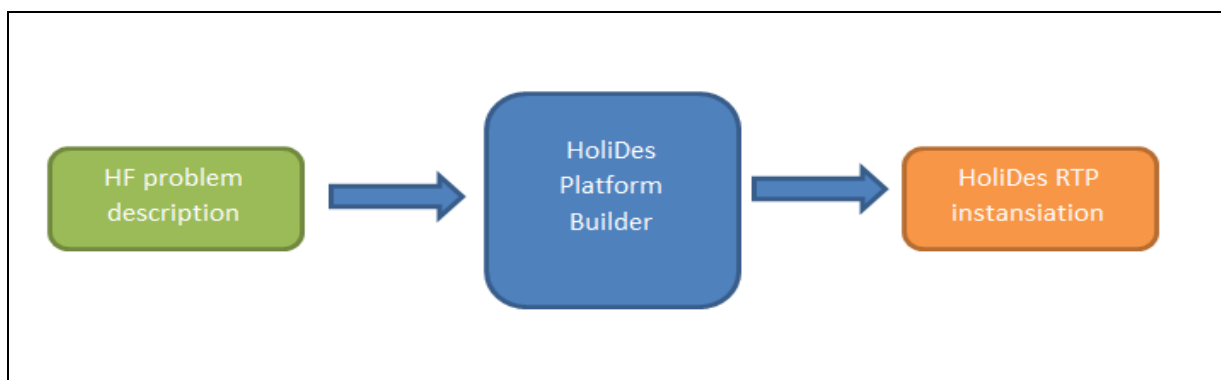 HF problem
description
HoliDes
Platform
Builder
HoliDes RTP
instansiation